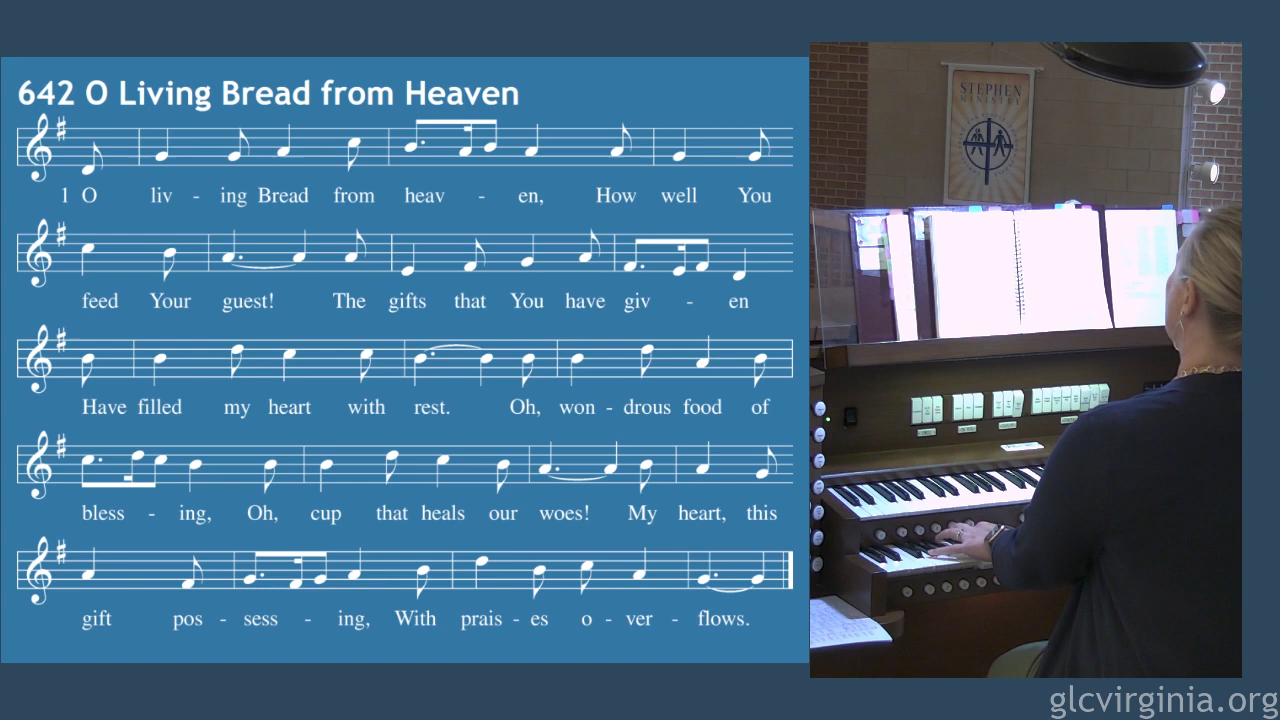 642 O Living Bread from Heaven
1 O liv - ing Bread from heav - en, How well You
feed Your guest! The gifts that You have giv - en
Have filled my heart with rest. Oh, won - drous food of
bless - ing, Oh, cup that heals our woes! My heart, this
gift pos - sess - ing, With prais - es o - ver - flows.
STEPHEN
MINISTRY
glcvirginia.org